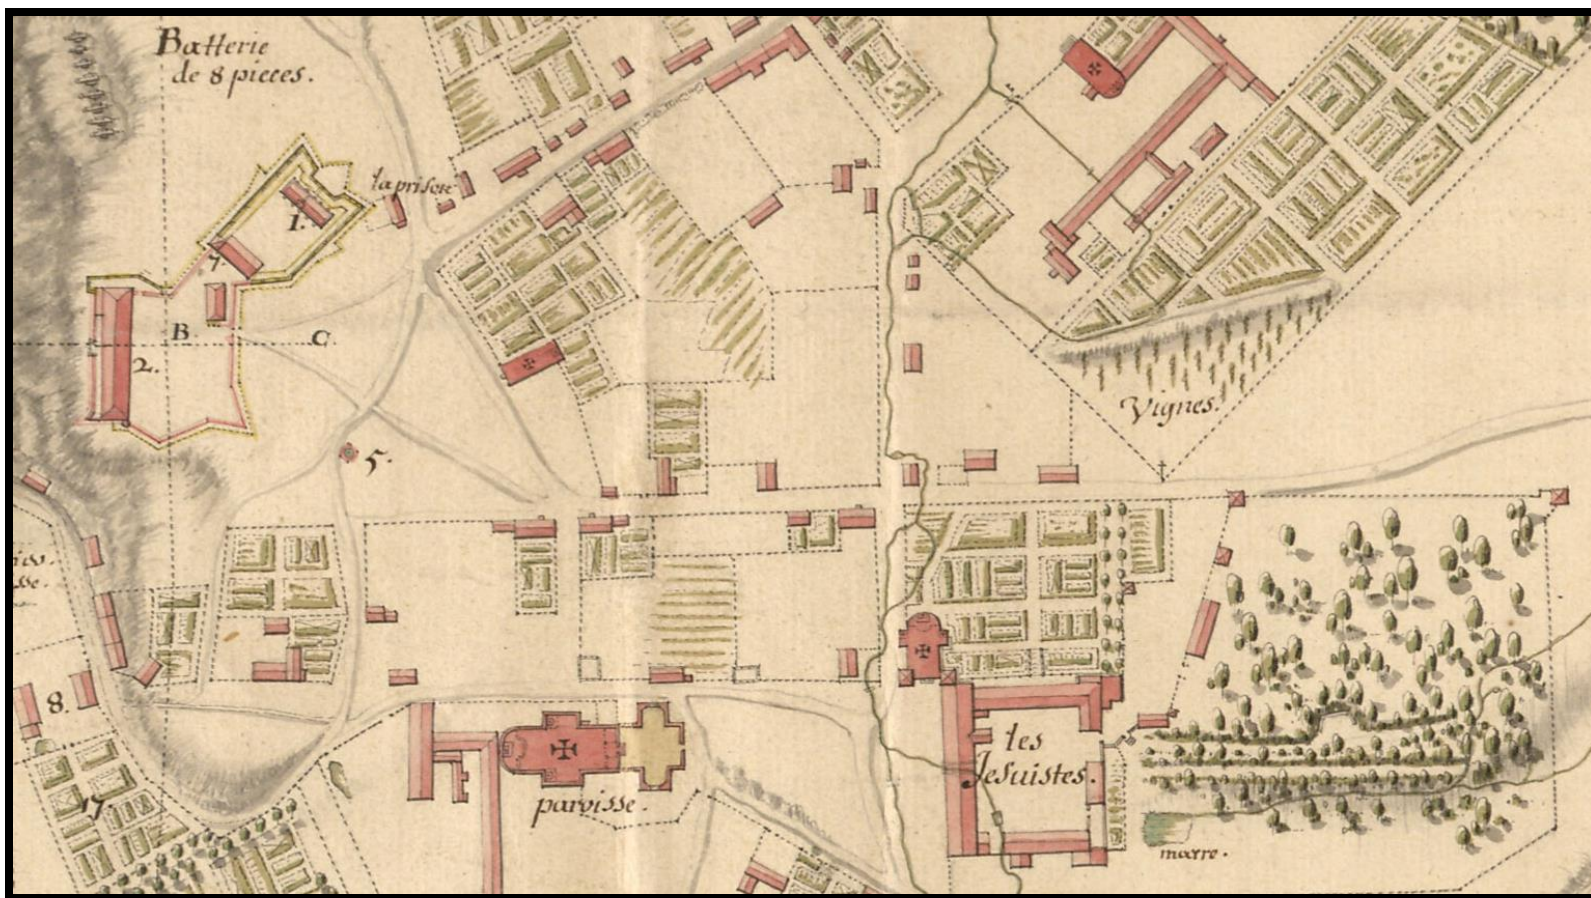 Batterie
de 8 pieces.
la prison
1.
7
B
C
2.
Vignes.
5.
8.
les
Jesuistes.
paroisse.
17
marre.